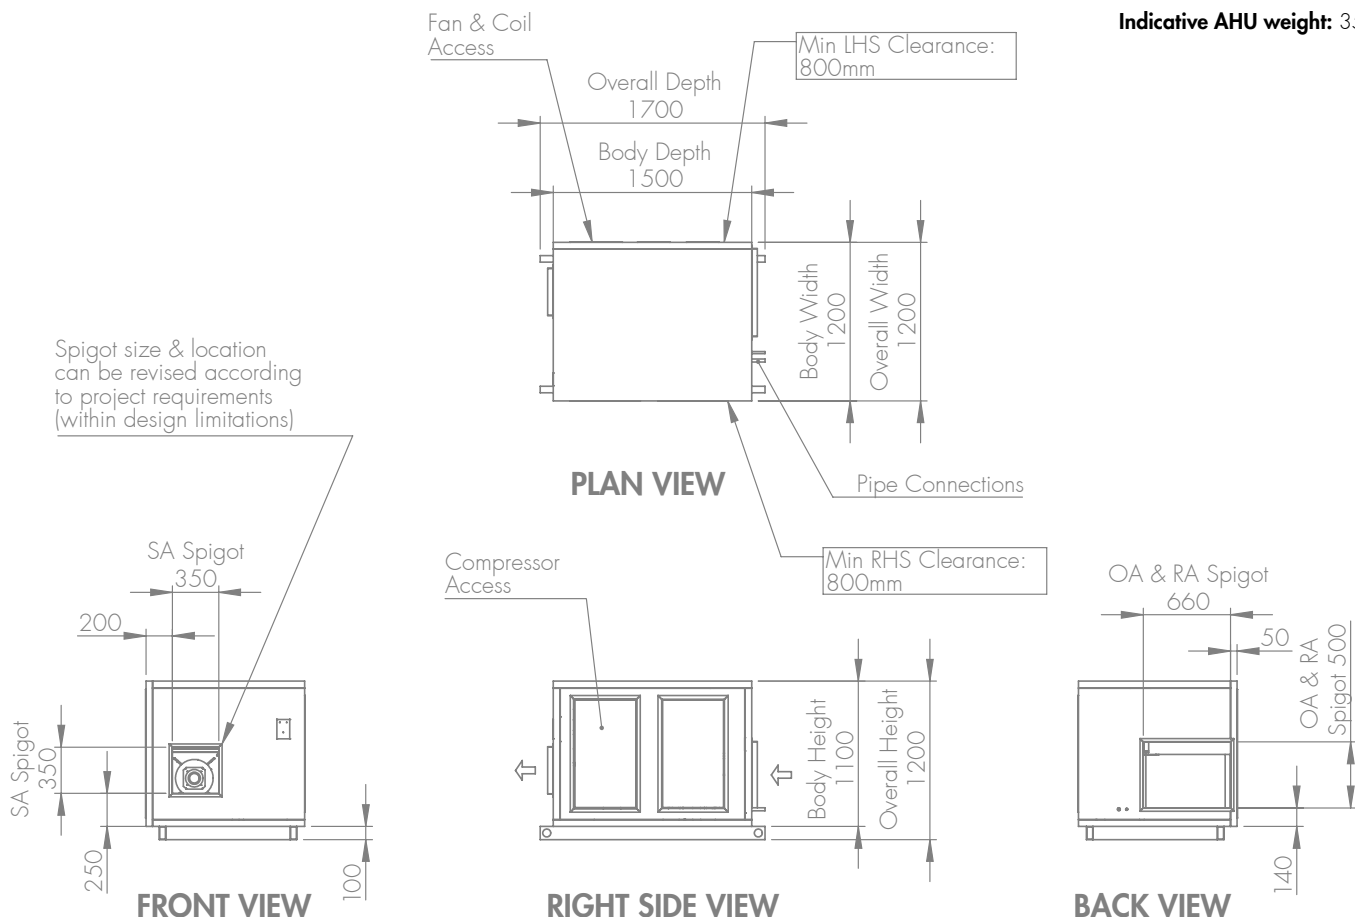 Fan & Coil
Access
Min LHS Clearance:
800mm
Indicative AHU weight:
Overall Depth
1700
Body Depth
1500
Body Width
1200
Overall Width
1200
Spigot size & location
can be revised according
to project requirements
(within design limitations)
PLAN VIEW
Pipe Connections
Min RHS Clearance:
800mm
SA Spigot
350
200
SA Spigot
350
250
100
FRONT VIEW
Compressor
Access
Body Height
1100
Overall Height
1200
RIGHT SIDE VIEW
OA & RA Spigot
660
50
OA & RA
Spigot 500
140
BACK VIEW